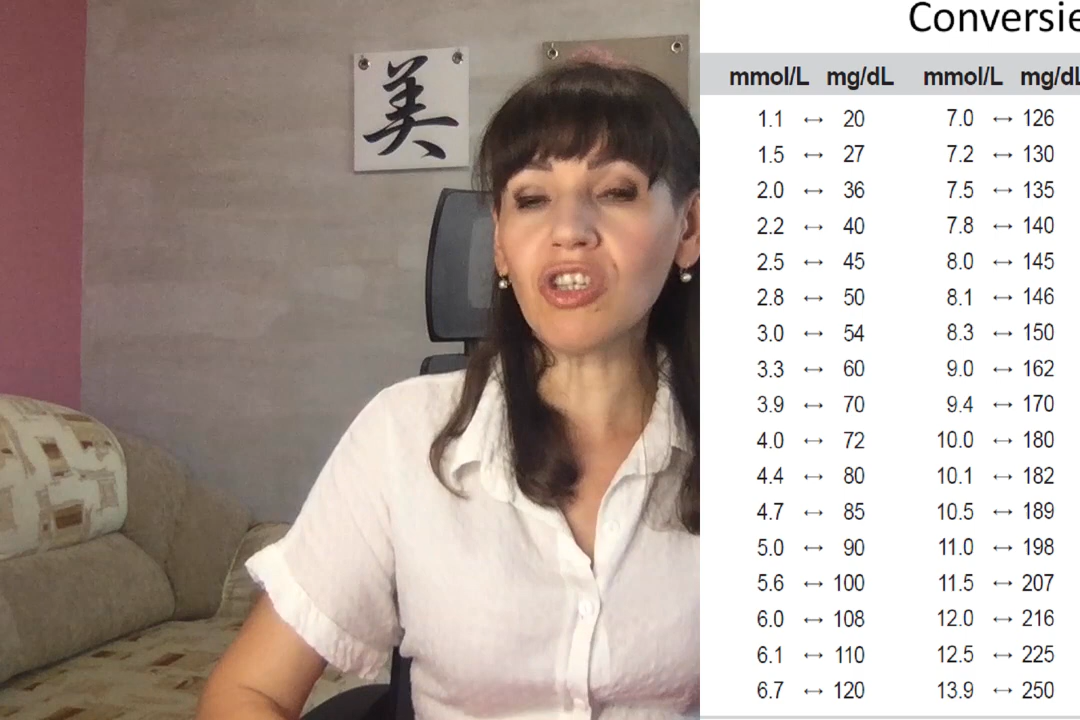 美
Conversie
mmol/L mg/dL mmol/L mg/dL
1.1 ↔ 20 7.0 ↔ 126
1.5 ↔ 27 7.2 ↔ 130
2.0 ↔ 36 7.5 ↔ 135
2.2 ↔ 40 7.8 ↔ 140
2.5 ↔ 45 8.0 ↔ 145
2.8 ↔ 50 8.1 ↔ 146
3.0 ↔ 54 8.3 ↔ 150
3.3 ↔ 60 9.0 ↔ 162
3.9 ↔ 70 9.4 ↔ 170
4.0 ↔ 72 10.0 ↔ 180
4.4 ↔ 80 10.1 ↔ 182
4.7 ↔ 85 10.5 ↔ 189
5.0 ↔ 90 11.0 ↔ 198
5.6 ↔ 100 11.5 ↔ 207
6.0 ↔ 108 12.0 ↔ 216
6.1 ↔ 110 12.5 ↔ 225
6.7 ↔ 120 13.9 ↔ 250